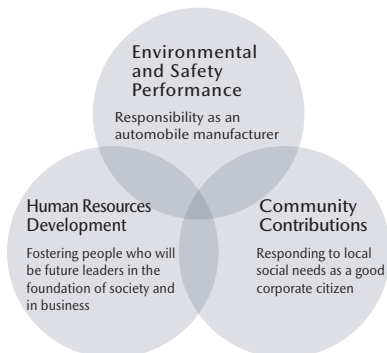 Environmental
and Safety
Performance
Responsibility as an
automobile manufacturer
Human Resources
Development
Fostering people who will
be future leaders in the
foundation of society and
in business
Community
Contributions
Responding to local
social needs as a good
corporate citizen